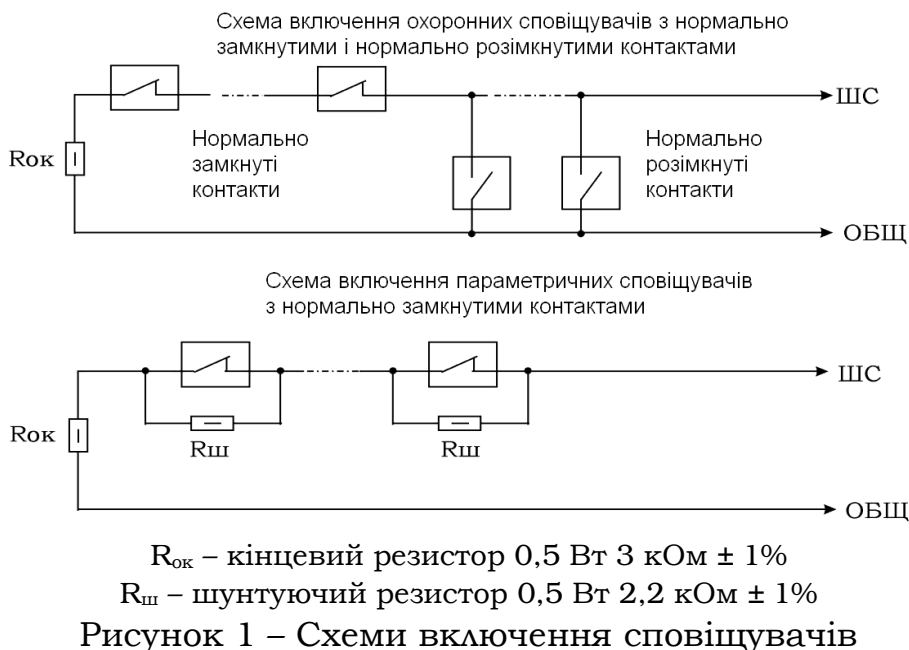 Схема включення охоронних сповіщувачів з нормально
замкнутими і нормально розімкнутими контактами
ШС
Rок
Нормально
замкнуті
контакти
Нормально
розімкнуті
контакти
ОБЩ
Схема включення параметричних сповіщувачів
з нормально замкнутими контактами
ШС
Rок
Rш
Rш
ОБЩ
Rок – кінцевий резистор 0,5 Вт 3 кОм ± 1%
Rш – шунтуючий резистор 0,5 Вт 2,2 кОм ± 1%
Рисунок 1 – Схеми включення сповіщувачів